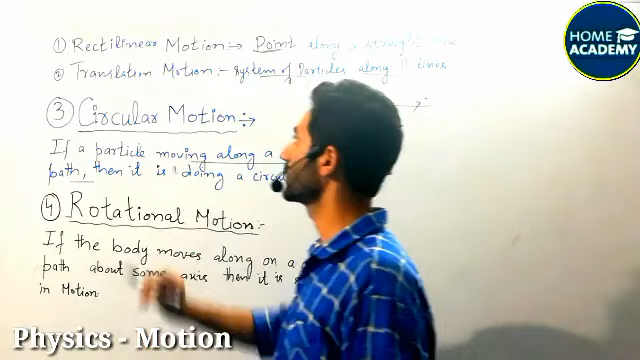 ① Rectilinear Motion:→ Point along a straight line
② Translation Motion:- System of Particles along || lines
③ Circular Motion:→
If a particle moving along a
path, then it is doing a
④ Rotational Motion:-
If the body moves along on a
path about some axis then it is
in Motion.
Physics - Motion
HOME
ACADEMY